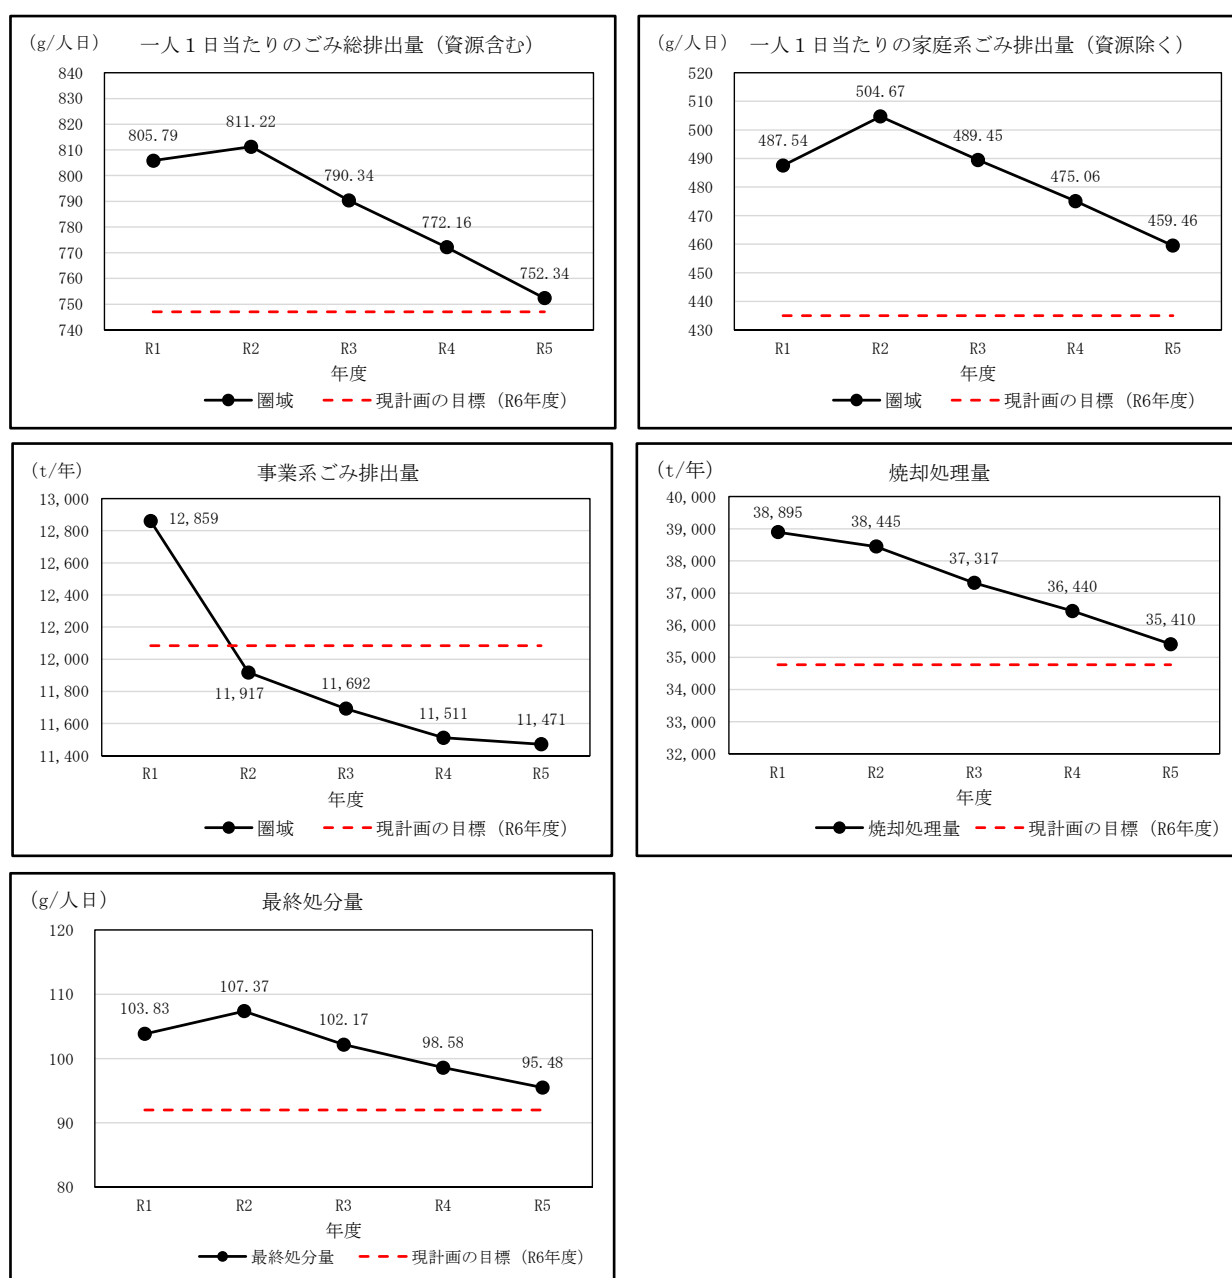 (g/人日)
一人１日当たりのごみ総排出量（資源含む）
840
830
820
810
800
790
780
770
760
750
740
805.79
811.22
790.34
772.16
752.34
R1 R2 R3 R4 R5
年度
圏域 現計画の目標（R6年度）
(g/人日)
一人１日当たりの家庭系ごみ排出量（資源除く）
520
510
500
490
480
470
460
450
440
430
487.54
504.67
489.45
475.06
459.46
R1 R2 R3 R4 R5
年度
圏域 現計画の目標（R6年度）
(t/年)
事業系ごみ排出量
13,000
12,800
12,600
12,400
12,200
12,000
11,800
11,600
11,400
12,859
11,917
11,692
11,511
11,471
R1 R2 R3 R4 R5
年度
圏域 現計画の目標（R6年度）
(t/年)
焼却処理量
40,000
39,000
38,000
37,000
36,000
35,000
34,000
33,000
32,000
38,895
38,445
37,317
36,440
35,410
R1 R2 R3 R4 R5
年度
焼却処理量 現計画の目標（R6年度）
(g/人日)
最終処分量
120
110
100
90
80
103.83
107.37
102.17
98.58
95.48
R1 R2 R3 R4 R5
年度
最終処分量 現計画の目標（R6年度）